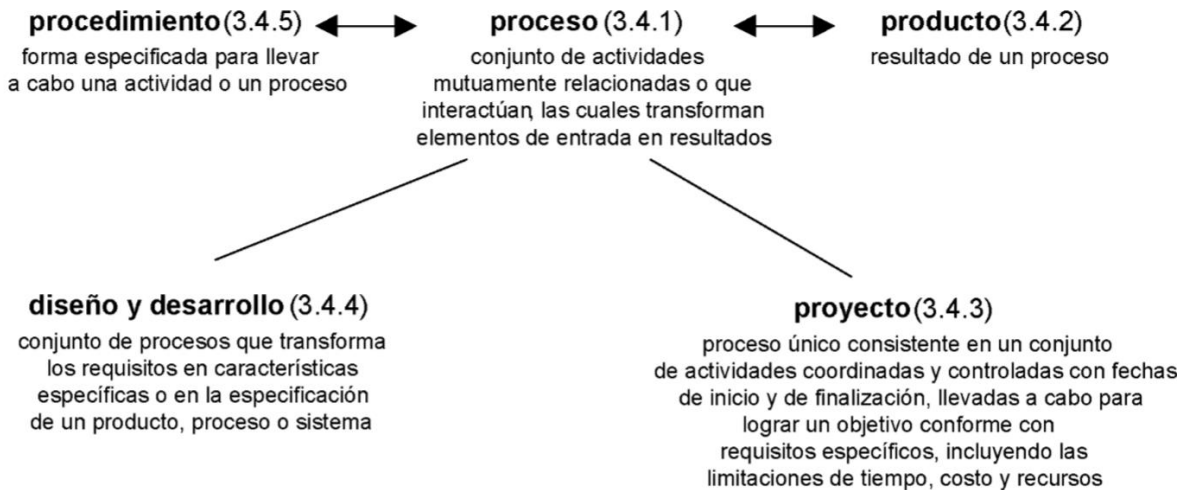 procedimiento (3.4.5)
forma especificada para llevar
a cabo una actividad o un proceso
proceso (3.4.1)
conjunto de actividades
mutuamente relacionadas o que
interactúan, las cuales transforman
elementos de entrada en resultados
producto (3.4.2)
resultado de un proceso
diseño y desarrollo (3.4.4)
conjunto de procesos que transforma
los requisitos en características
específicas o en la especificación
de un producto, proceso o sistema
proyecto (3.4.3)
proceso único consistente en un conjunto
de actividades coordinadas y controladas con fechas
de inicio y de finalización, llevadas a cabo para
lograr un objetivo conforme con
requisitos específicos, incluyendo las
limitaciones de tiempo, costo y recursos